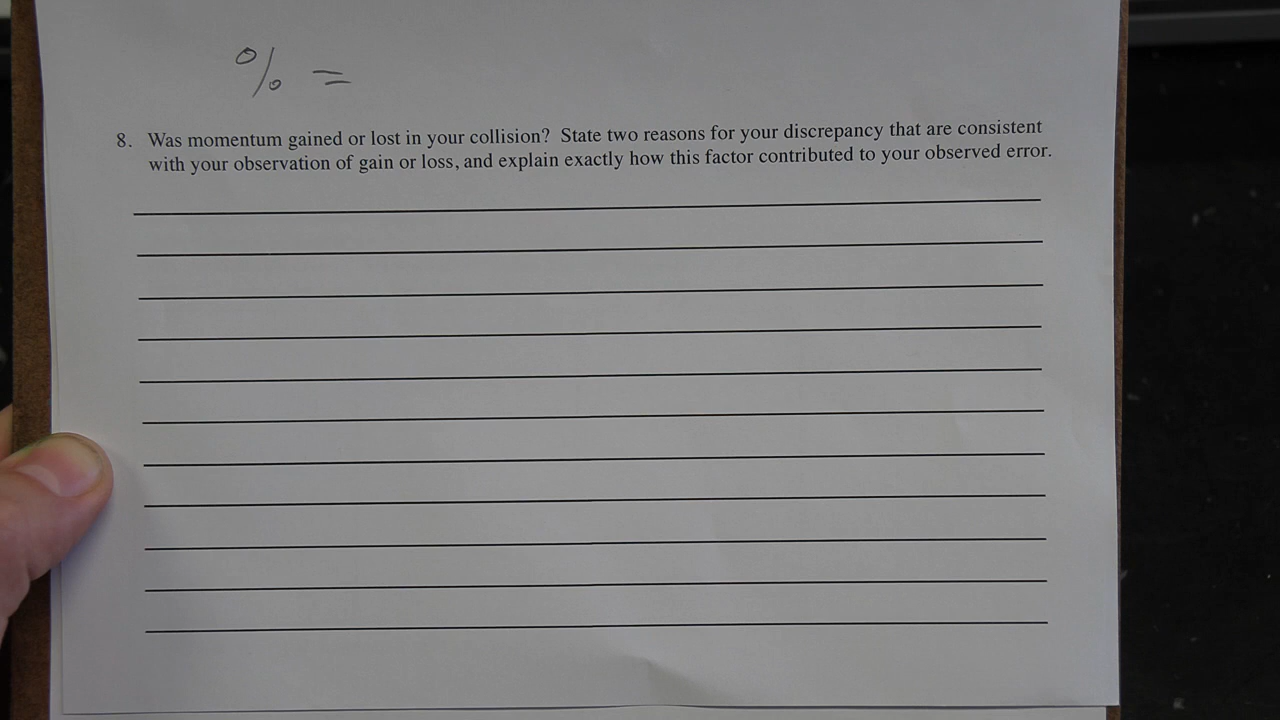 % =
8. Was momentum gained or lost in your collision? State two reasons for your discrepancy that are consistent
with your observation of gain or loss, and explain exactly how this factor contributed to your observed error.